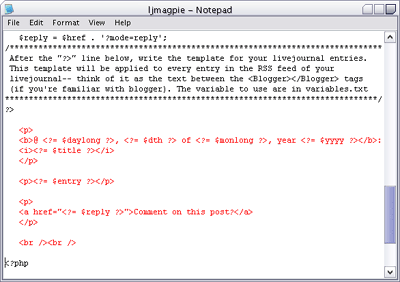 ljmagpie - Notepad
File Edit Format View Help
$reply = $href . '?mode=reply';
/******************************************************************************
After the "?>" line below, write the template for your livejournal entries.
This template will be applied to every entry in the RSS feed of your
livejournal-- think of it as the text between the <Blogger></Blogger> tags
(if you're familiar with blogger). The variable to use are in variables.txt
******************************************************************************/
?>
<p>
<b>@ <?= $daylong ?>, <?= $dth ?> of <?= $monlong ?>, year <?= $yyyy ?></b>:
<i><?= $title ?></i>
</p>
<p><?= $entry ?></p>
<p>
<a href="<?= $reply ?>">Comment on this post?</a>
</p>
<br /><br />
<?php